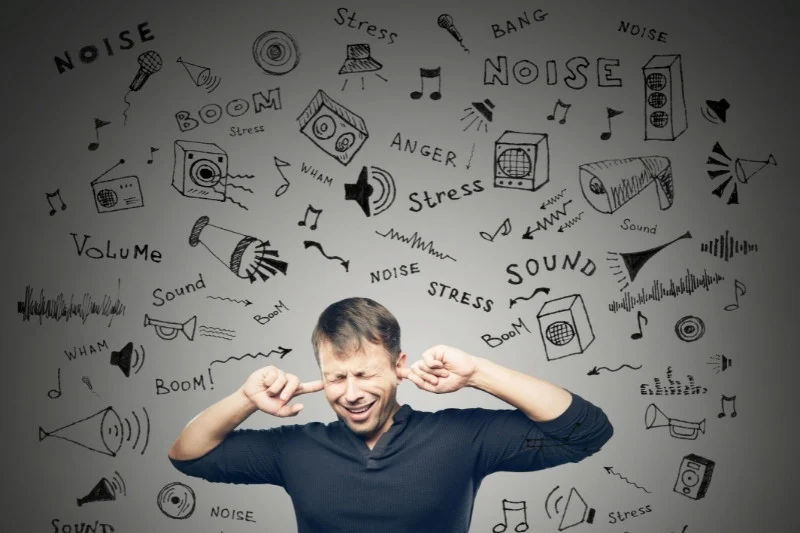 Stress
BANG
NOISE
NOISE
NOISE
BOOM
Stress
ANGER
WHAM
Stress
Sound
VOLUME
SOUND
NOISE
Sound
STRESS
BOOM
BOOM
WHAM
BOOM!
NOISE
Stress
SOUND